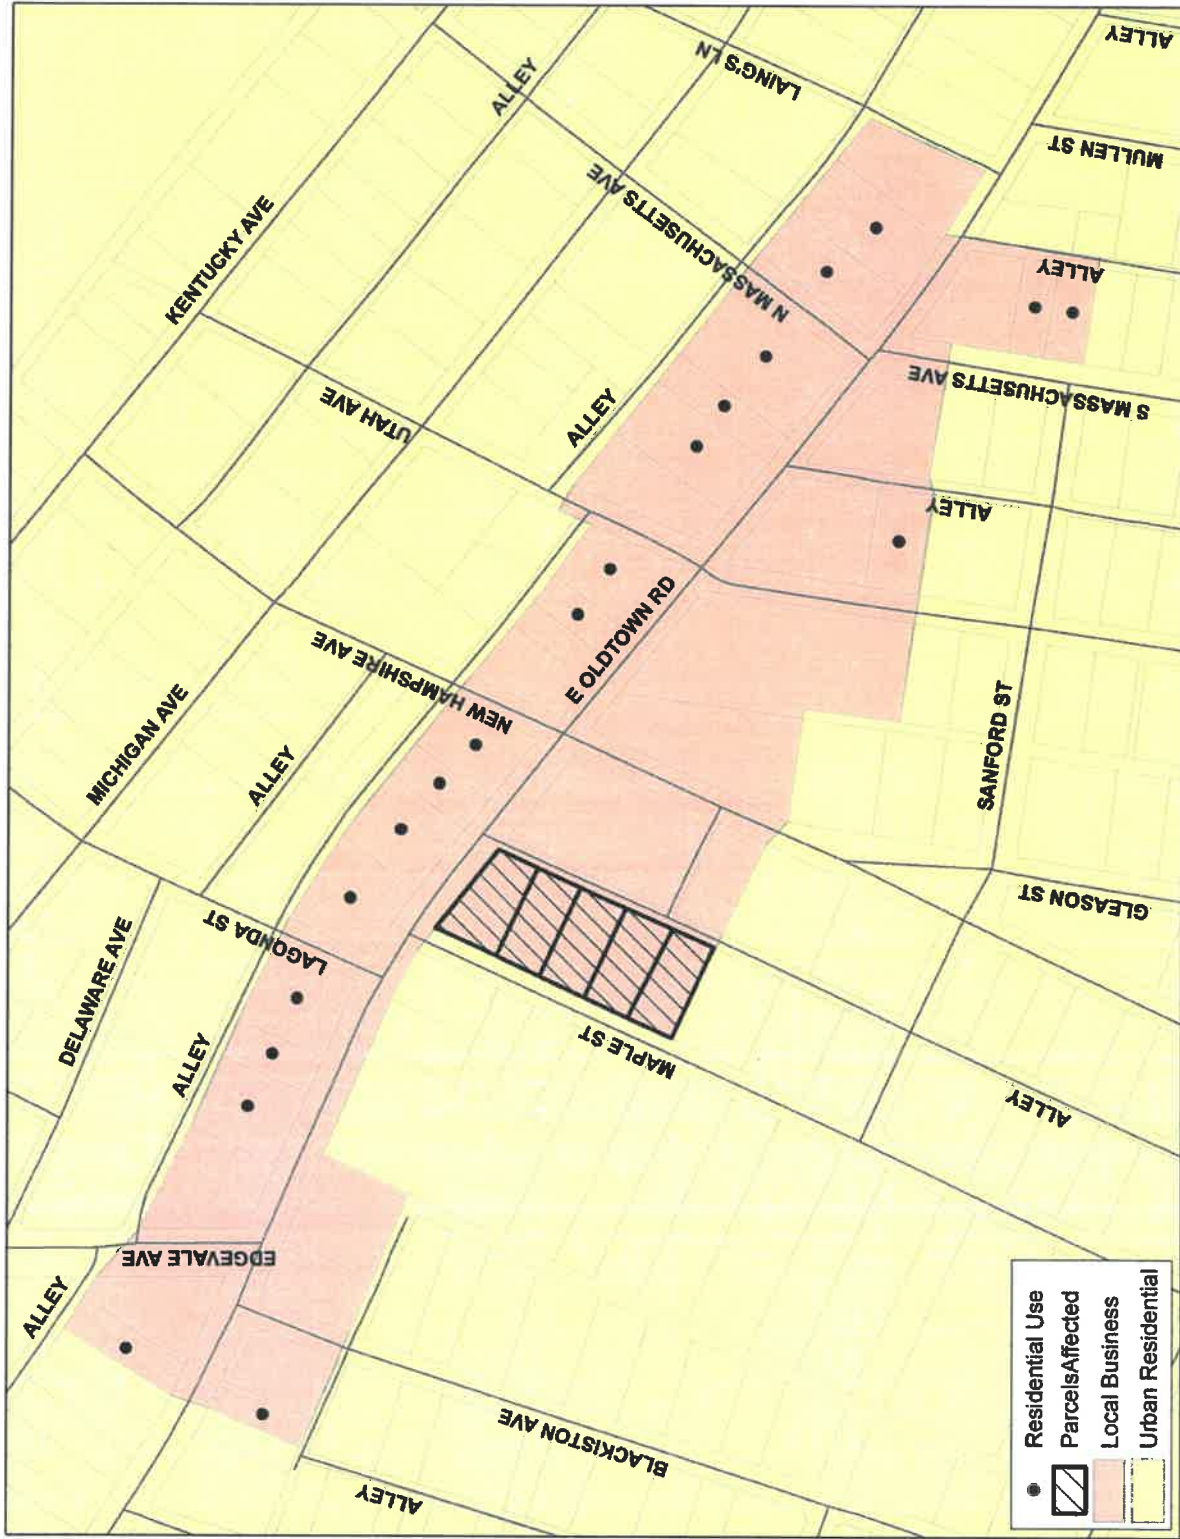 ALLEY
LAING'S LN
ALLEY
MULLEN ST
KENTUCKY AVE
N MASSACHUSETTS AVE
ALLEY
UTAH AVE
ALLEY
S MASSACHUSETTS AVE
ALLEY
E OLDTOWN RD
NEW HAMPSHIRE AVE
MICHIGAN AVE
ALLEY
SANFORD ST
GLEASON ST
LAGONDA ST
DELAWARE AVE
ALLEY
MAPLE ST
ALLEY
EDGEVALE AVE
ALLEY
BLACKISTON AVE
ALLEY
Residential Use
ParcelsAffected
Local Business
Urban Residential